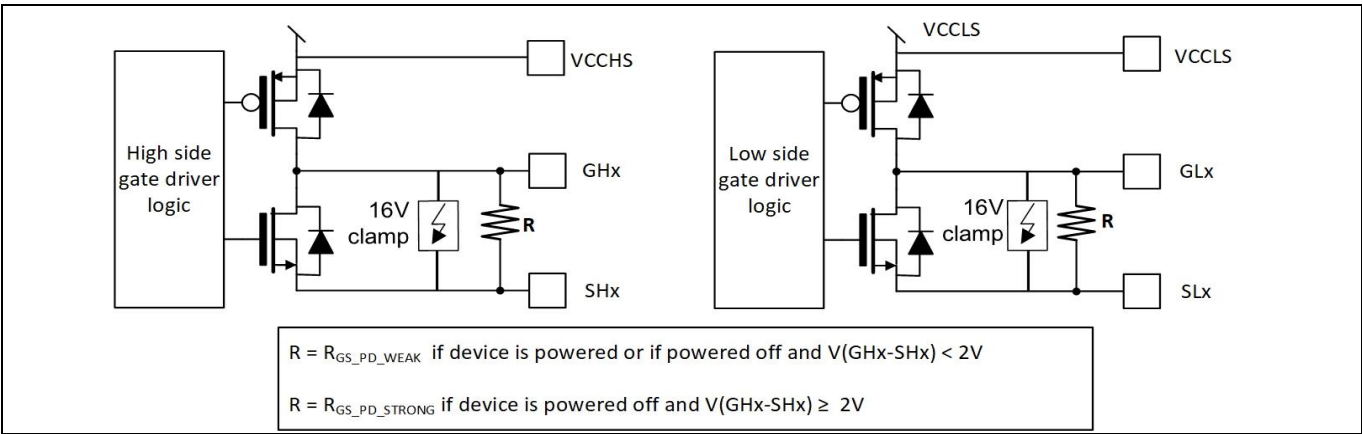 VCCHS
High side
gate driver
logic
GHx
16V
clamp
R
SHx
VCCLS
VCCLS
Low side
gate driver
logic
GLx
16V
clamp
R
SLx
R = RGS_PD_WEAK if device is powered or if powered off and V(GHx-SHx) < 2V
R = RGS_PD_STRONG if device is powered off and V(GHx-SHx) ≥ 2V